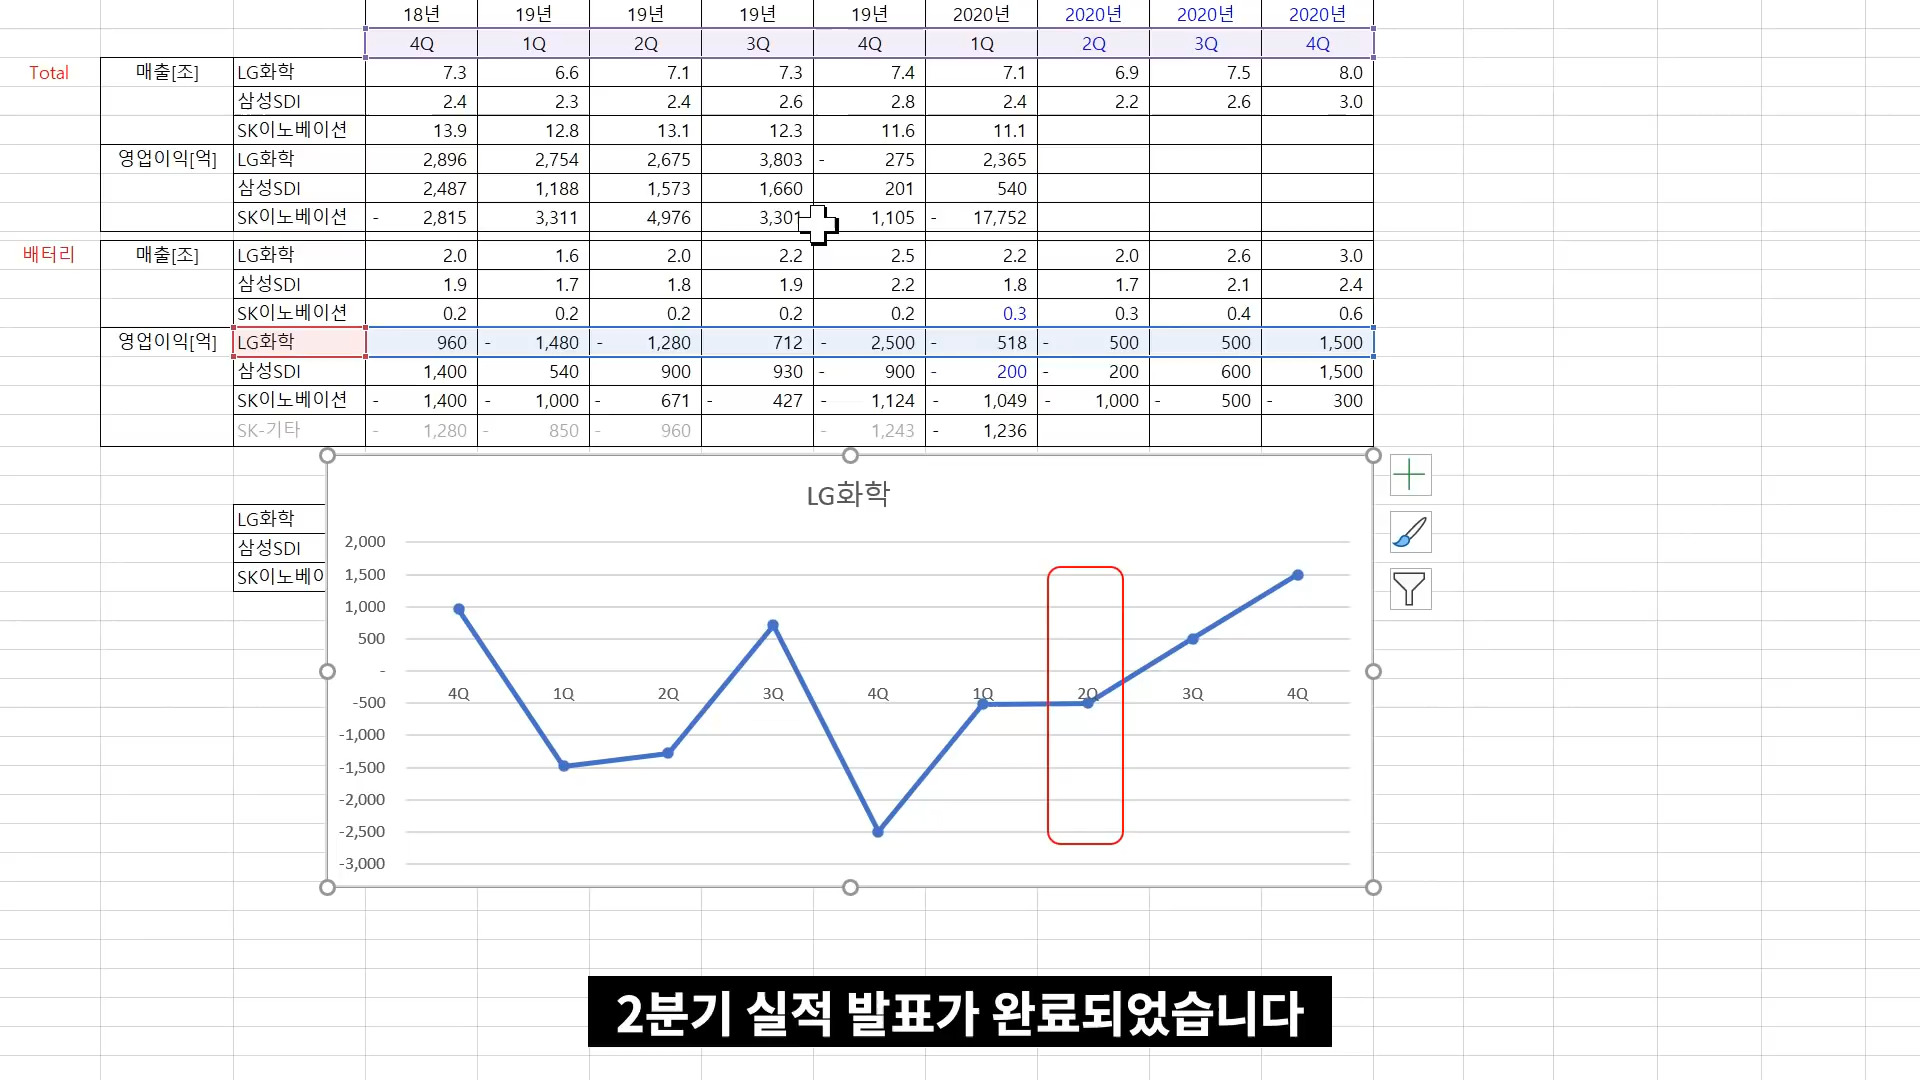 18년 19년 19년 19년 19년 2020년 2020년 2020년 2020년
4Q 1Q 2Q 3Q 4Q 1Q 2Q 3Q 4Q
Total 매출[조] LG화학 7.3 6.6 7.1 7.3 7.4 7.1 6.9 7.5 8.0
삼성SDI 2.4 2.3 2.4 2.6 2.8 2.4 2.2 2.6 3.0
SK이노베이션 13.9 12.8 13.1 12.3 11.6 11.1
영업이익[억] LG화학 2,896 2,754 2,675 3,803 - 275 2,365
삼성SDI 2,487 1,188 1,573 1,660 201 540
SK이노베이션 - 2,815 3,311 4,976 3,301 1,105 - 17,752
배터리 매출[조] LG화학 2.0 1.6 2.0 2.2 2.5 2.2 2.0 2.6 3.0
삼성SDI 1.9 1.7 1.8 1.9 2.2 1.8 1.7 2.1 2.4
SK이노베이션 0.2 0.2 0.2 0.2 0.2 0.3 0.3 0.4 0.6
영업이익[억] LG화학 960 - 1,480 - 1,280 712 - 2,500 - 518 - 500 500 1,500
삼성SDI 1,400 540 900 930 - 900 - 200 - 200 600 1,500
SK이노베이션 - 1,400 - 1,000 - 671 - 427 - 1,124 - 1,049 - 1,000 - 500 - 300
SK-기타 - 1,280 - 850 - 960 - 1,243 - 1,236
LG화학
삼성SDI
SK이노베이
LG화학
2,000
1,500
1,000
500
-
4Q 1Q 2Q 3Q 4Q 1Q 2Q 3Q 4Q
-500
-1,000
-1,500
-2,000
-2,500
-3,000
2분기 실적 발표가 완료되었습니다